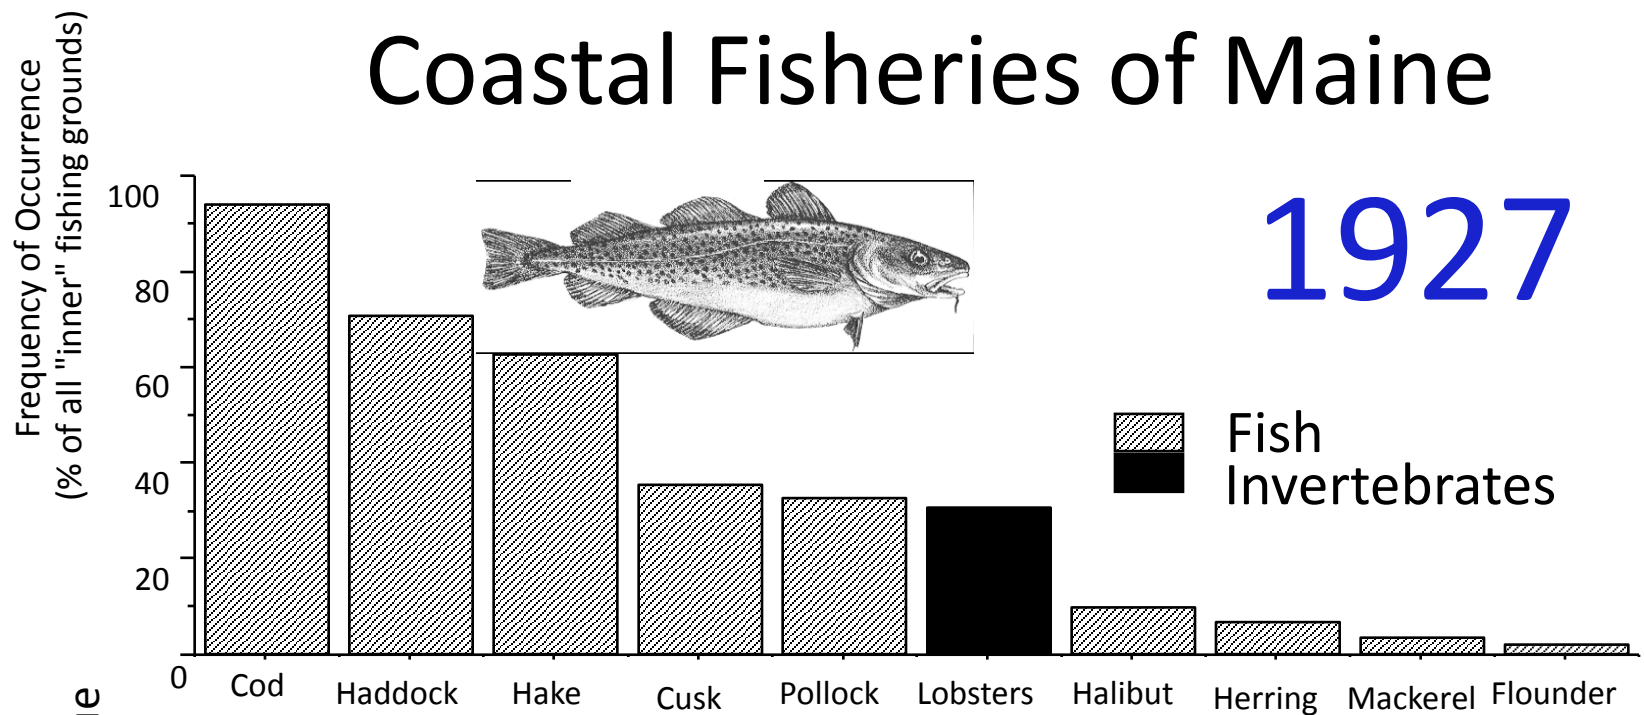 Coastal Fisheries of Maine
Frequency of Occurrence
(% of all "inner" fishing grounds)
1927
100
80
60
40
20
0
Fish
Invertebrates
Cod
Haddock
Hake
Cusk
Pollock
Lobsters
Halibut
Herring
Mackerel
Flounder